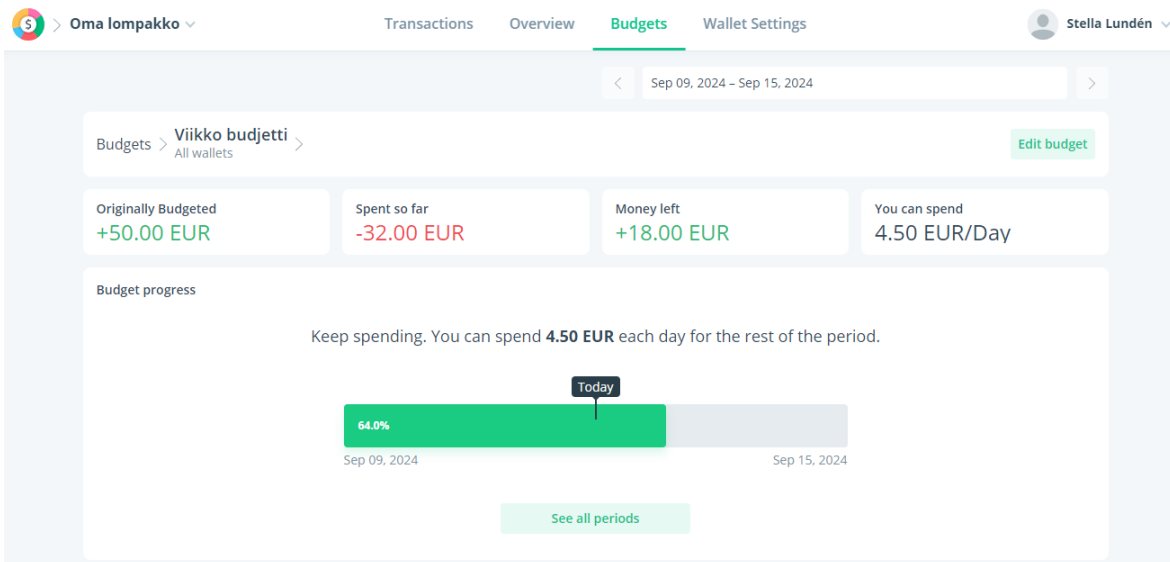 $ Oma lompakko Transactions Overview Budgets Wallet Settings Stella Lundén
Sep 09, 2024 – Sep 15, 2024
Budgets Viikko budjetti
All wallets
Edit budget
Originally Budgeted
+50.00 EUR
Spent so far
-32.00 EUR
Money left
+18.00 EUR
You can spend
4.50 EUR/Day
Budget progress
Keep spending. You can spend 4.50 EUR each day for the rest of the period.
Today
64.0%
Sep 09, 2024 Sep 15, 2024
See all periods